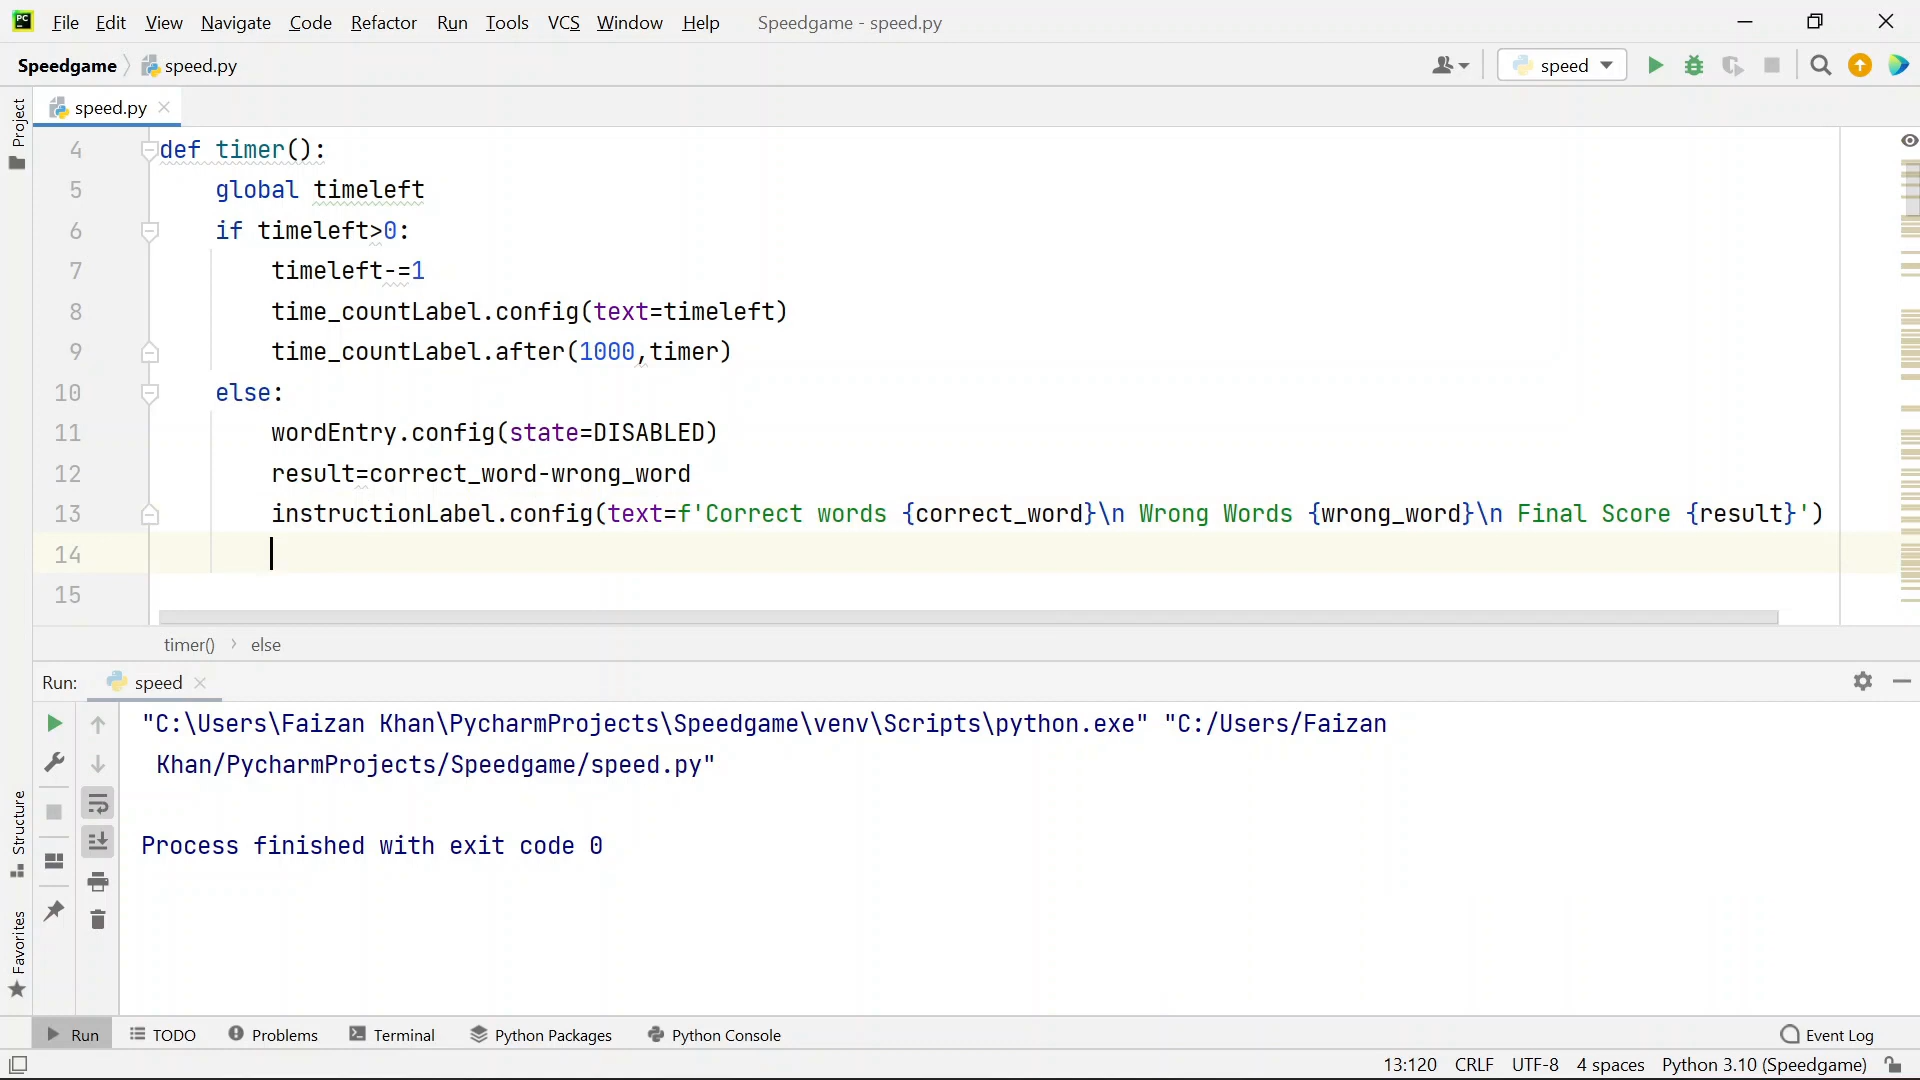 PC File Edit View Navigate Code Refactor Run Tools VCS Window Help Speedgame - speed.py
Speedgame speed.py speed
Project
speed.py
4 def timer():
5 global timeleft
6 if timeleft>0:
7 timeleft-=1
8 time_countLabel.config(text=timeleft)
9 time_countLabel.after(1000,timer)
10 else:
11 wordEntry.config(state=DISABLED)
12 result=correct_word-wrong_word
13 instructionLabel.config(text=f'Correct words {correct_word}\n Wrong Words {wrong_word}\n Final Score {result}')
14
15
timer() else
Run: speed
"C:\Users\Faizan Khan\PycharmProjects\Speedgame\venv\Scripts\python.exe" "C:/Users/Faizan
Khan/PycharmProjects/Speedgame/speed.py"
Process finished with exit code 0
Structure
Favorites
Run TODO Problems Terminal Python Packages Python Console Event Log
13:120 CRLF UTF-8 4 spaces Python 3.10 (Speedgame)